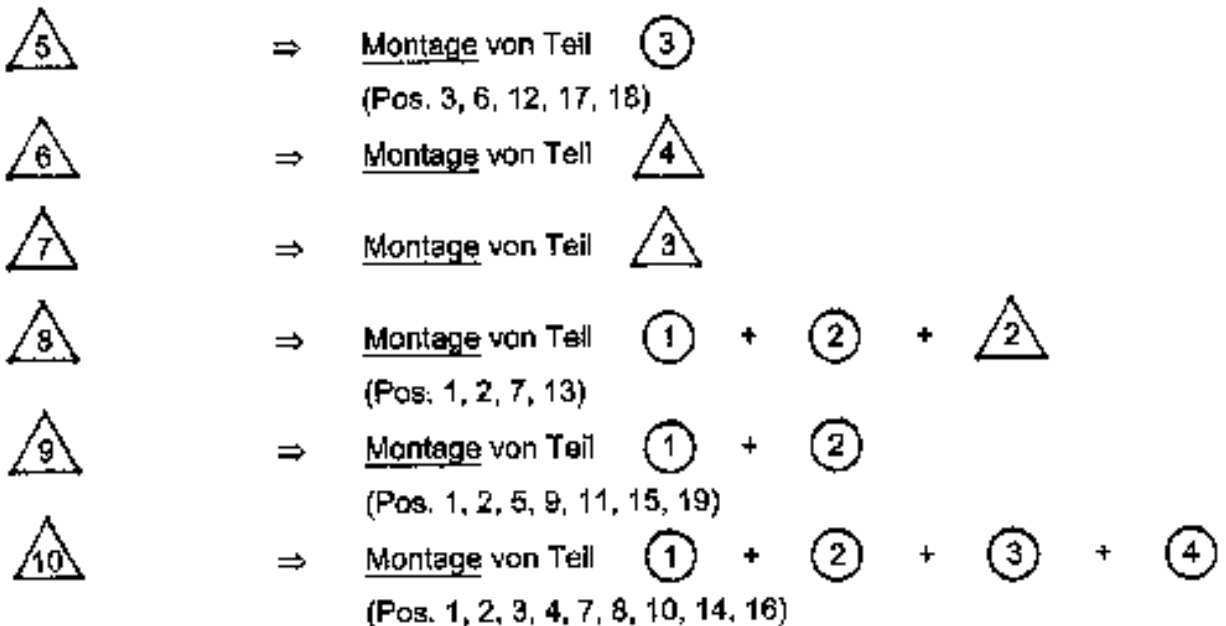 5 ⇒ Montage von Teil 3
(Pos. 3, 6, 12, 17, 18)
6 ⇒ Montage von Teil 4
7 ⇒ Montage von Teil 3
8 ⇒ Montage von Teil 1 + 2 + 2
(Pos. 1, 2, 7, 13)
9 ⇒ Montage von Teil 1 + 2
(Pos. 1, 2, 5, 9, 11, 15, 19)
10 ⇒ Montage von Teil 1 + 2 + 3 + 4
(Pos. 1, 2, 3, 4, 7, 8, 10, 14, 16)